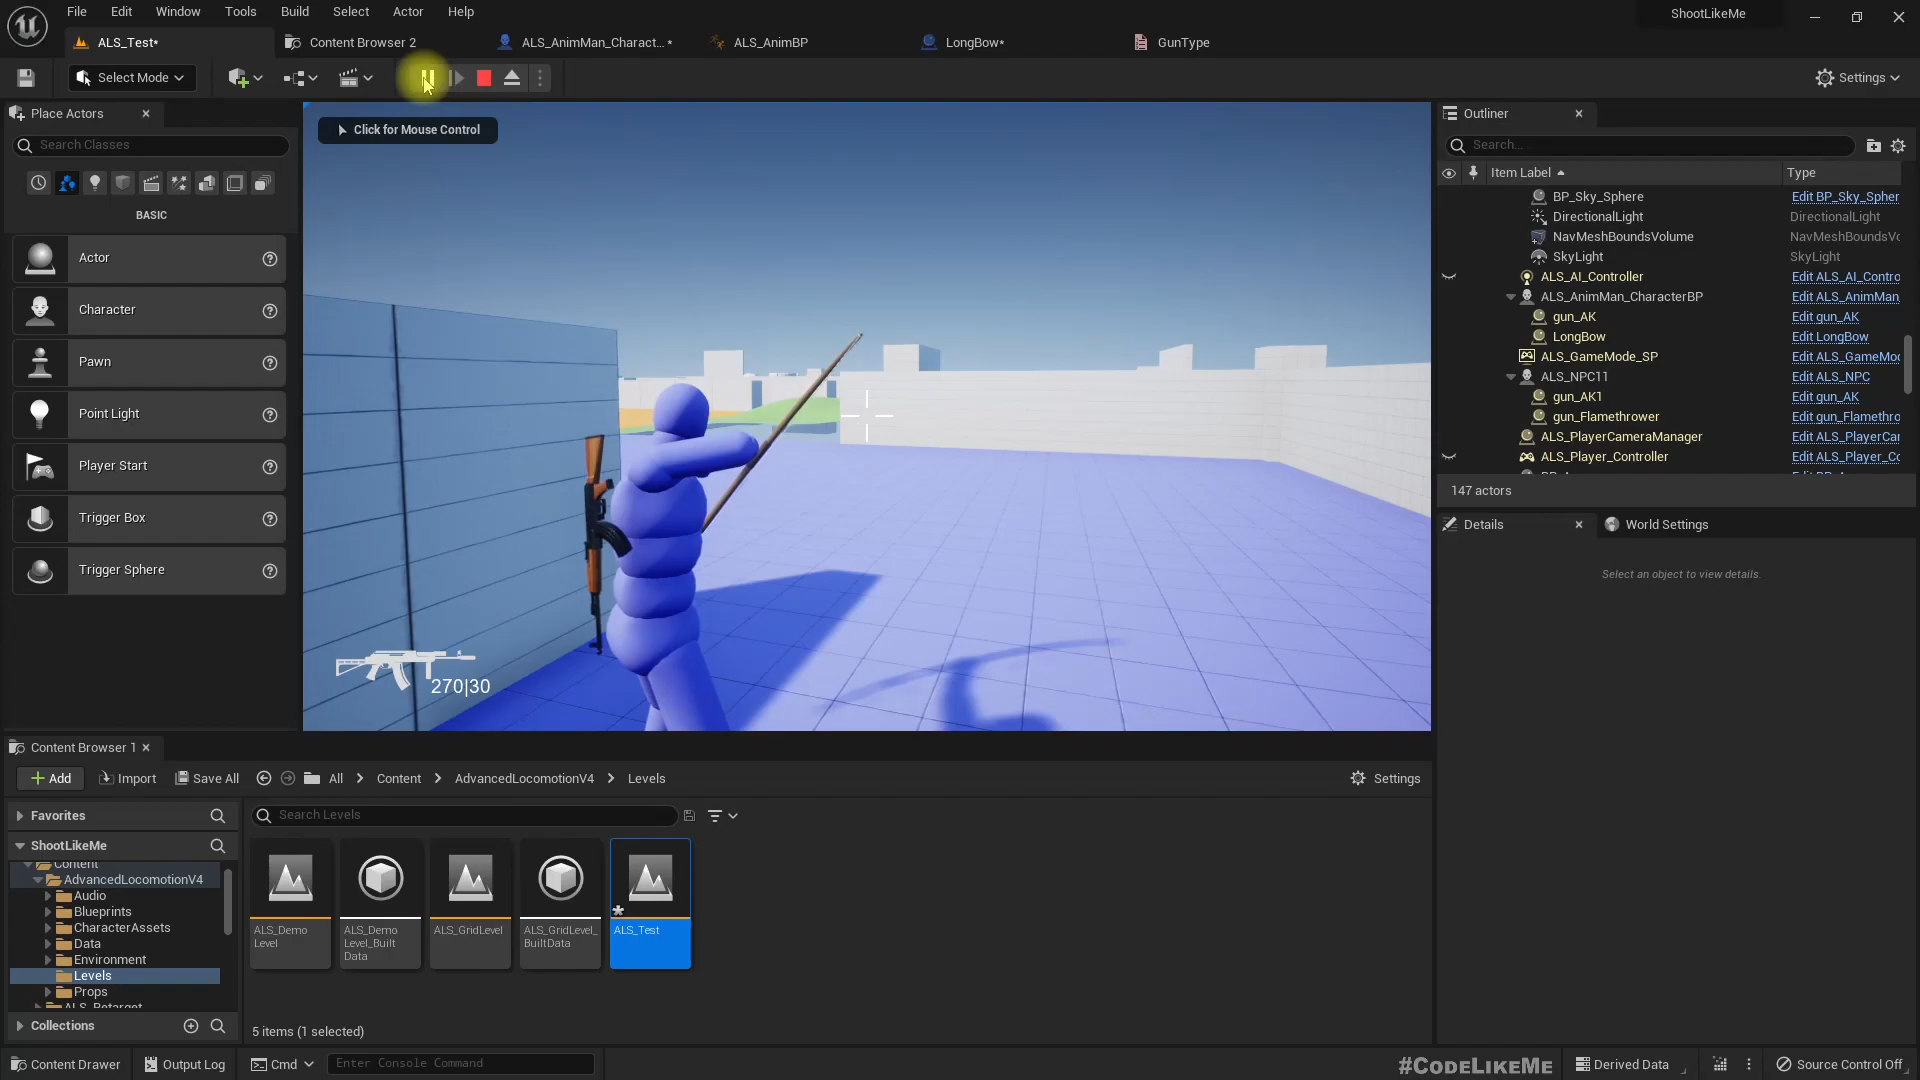 File Edit Window Tools Build Select Actor Help
ShootLikeMe
ALS_Test*
Content Browser 2
ALS_AnimMan_Charact... *
ALS_AnimBP
LongBow*
GunType
Select Mode
Settings
Place Actors
Search Classes
BASIC
Actor
Character
Pawn
Point Light
Player Start
Trigger Box
Trigger Sphere
Click for Mouse Control
270|30
Outliner
Search...
Item Label
Type
BP_Sky_Sphere Edit BP_Sky_Spher
DirectionalLight DirectionalLight
NavMeshBoundsVolume NavMeshBoundsVo
SkyLight SkyLight
ALS_AI_Controller Edit ALS_AI_Contro
ALS_AnimMan_CharacterBP Edit ALS_AnimMan_
gun_AK Edit gun_AK
LongBow Edit LongBow
ALS_GameMode_SP Edit ALS_GameMod
ALS_NPC11 Edit ALS_NPC
gun_AK1 Edit gun_AK
gun_Flamethrower Edit gun_Flamethro
ALS_PlayerCameraManager Edit ALS_PlayerCar
ALS_Player_Controller Edit ALS_Player_Co
147 actors
Details
World Settings
Select an object to view details.
Content Browser 1
Add
Import
Save All
All
Content
AdvancedLocomotionV4
Levels
Settings
Favorites
Search Levels
ShootLikeMe
Content
AdvancedLocomotionV4
Audio
Blueprints
CharacterAssets
Data
Environment
Levels
Props
ALS_Retarget
Collections
ALS_Demo
Level
ALS_Demo
Level_Built
Data
ALS_GridLevel
ALS_GridLevel_
BuiltData
ALS_Test
5 items (1 selected)
Content Drawer
Output Log
Cmd
Enter Console Command
#CODELIKEME
Derived Data
Source Control Off